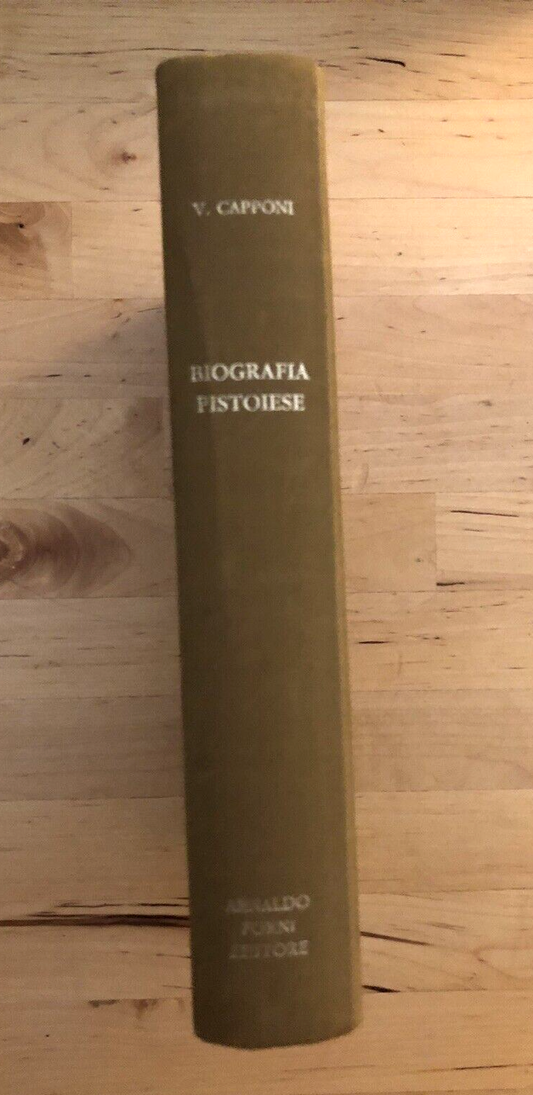 V. CAPPONI
BIOGRAFIA
PISTOIESE
ARNALDO
FORNI
EDITORE